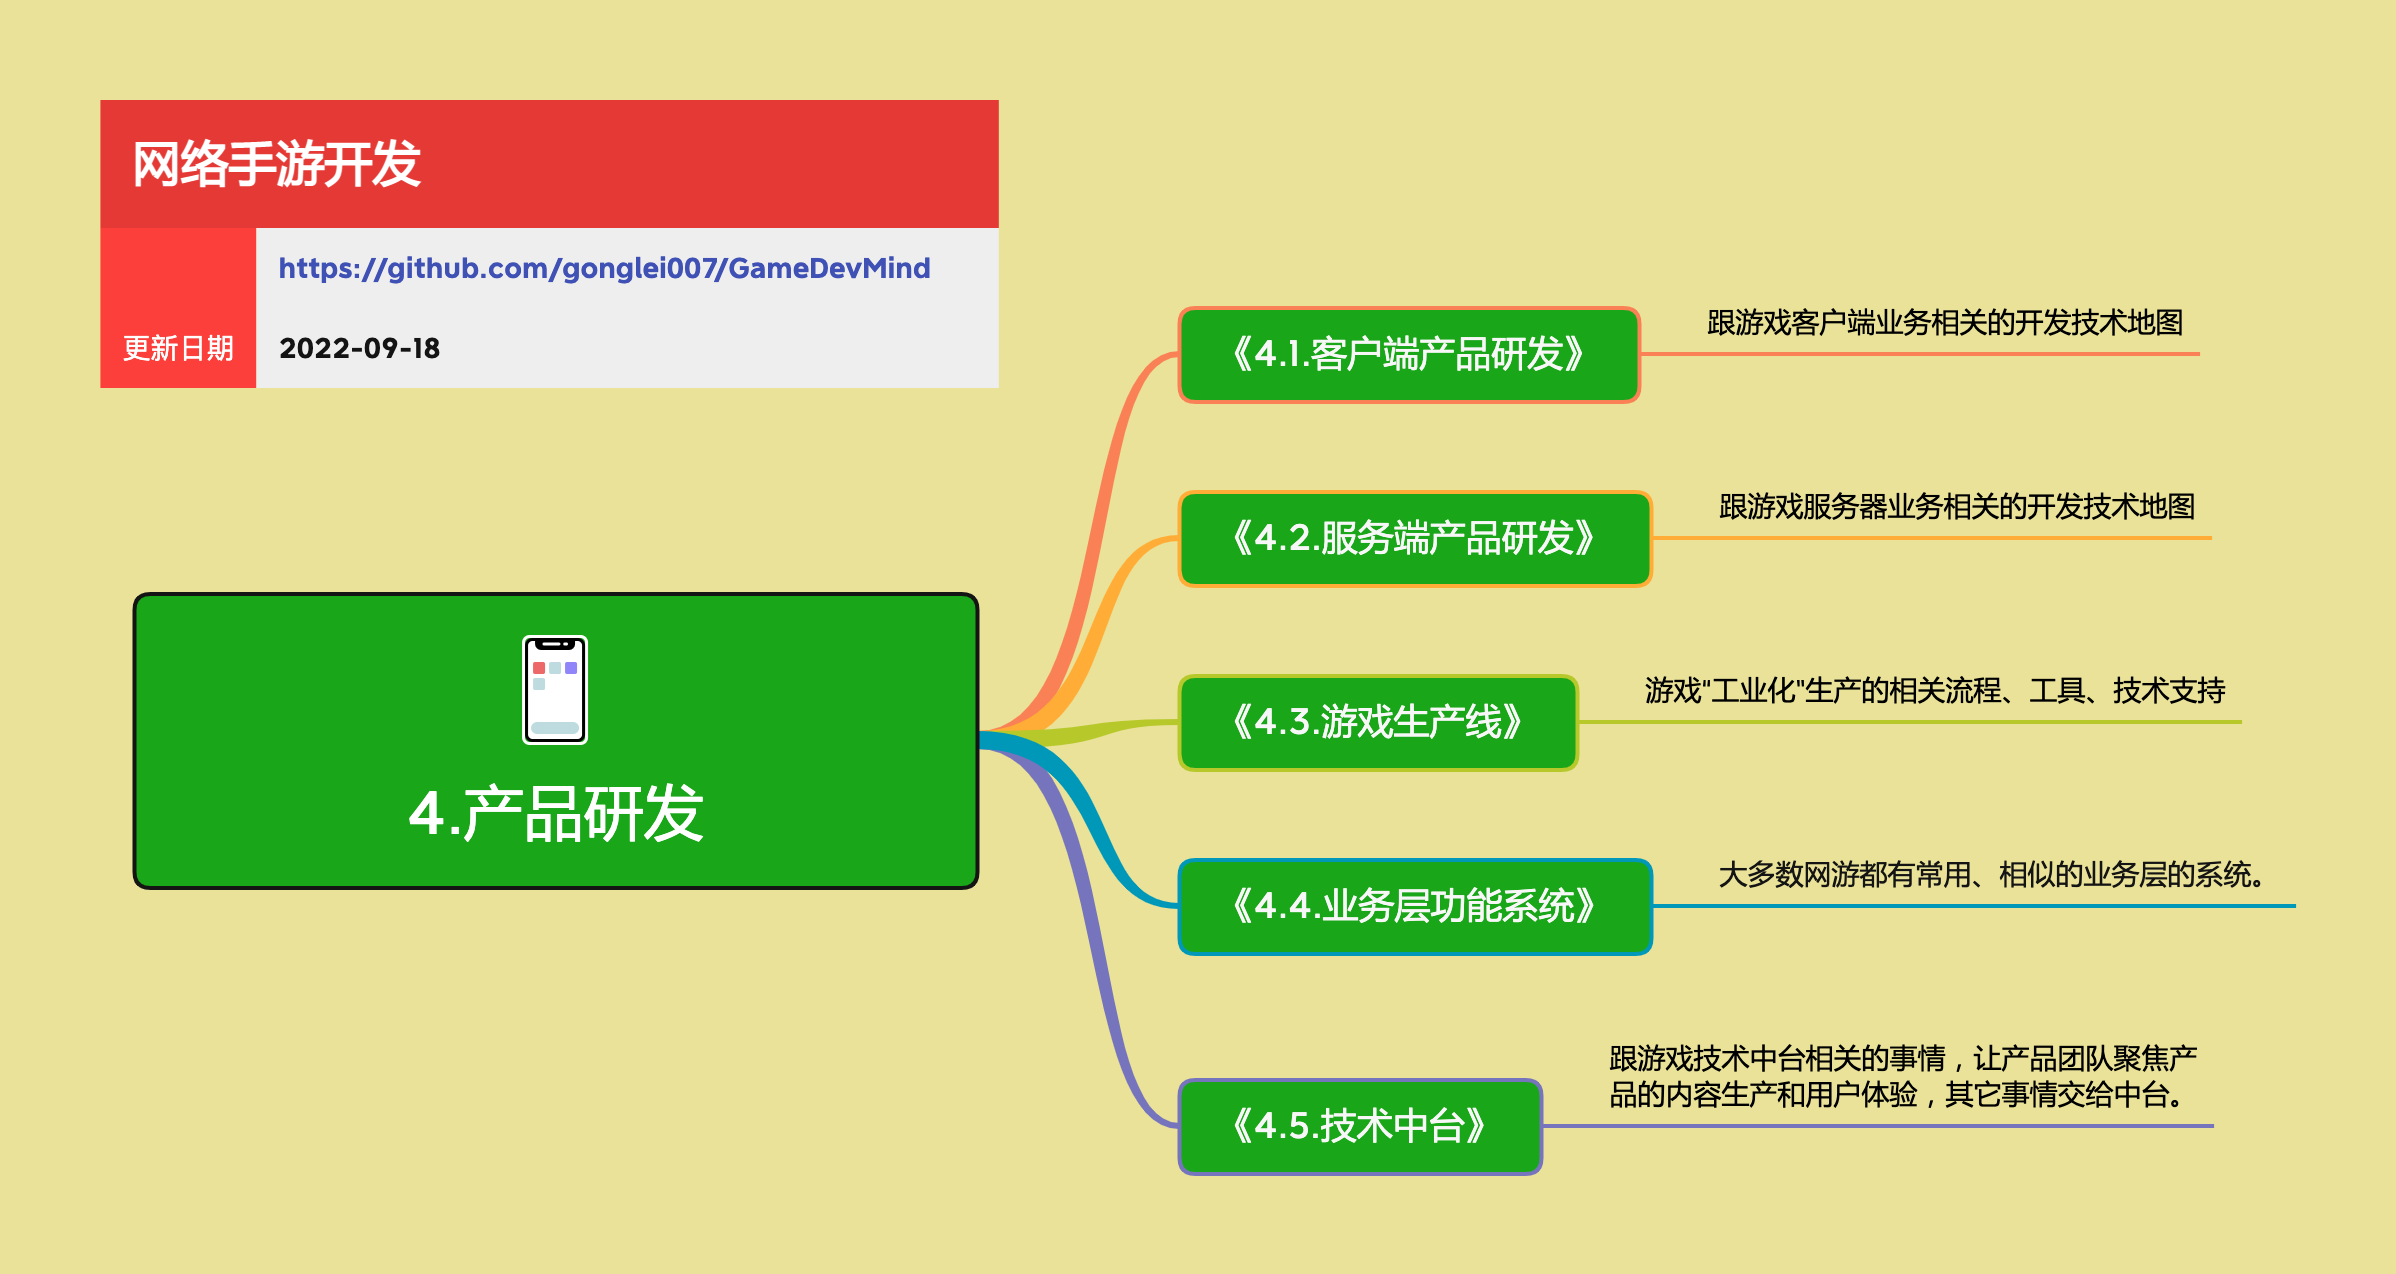 网络手游开发
https://github.com/gonglei007/GameDevMind
更新日期 2022-09-18
4.产品研发
《4.1.客户端产品研发》
跟游戏客户端业务相关的开发技术地图
《4.2.服务端产品研发》
跟游戏服务器业务相关的开发技术地图
《4.3.游戏生产线》
游戏"工业化"生产的相关流程、工具、技术支持
《4.4.业务层功能系统》
大多数网游都有常用、相似的业务层的系统。
《4.5.技术中台》
跟游戏技术中台相关的事情，让产品团队聚焦产
品的内容生产和用户体验，其它事情交给中台。